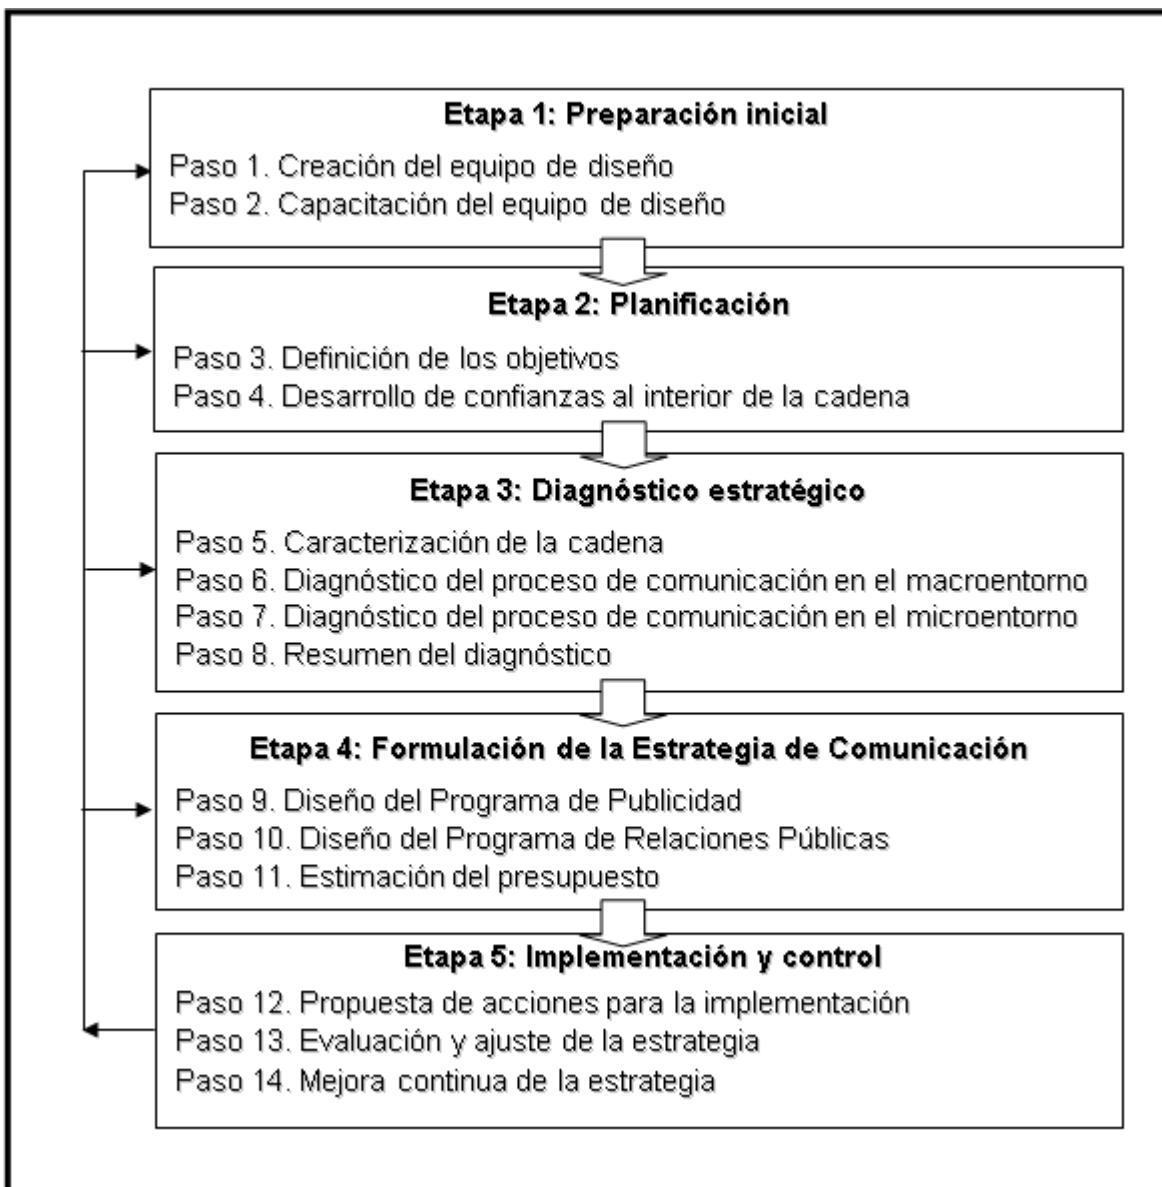 Etapa 1: Preparación inicial
Paso 1. Creación del equipo de diseño
Paso 2. Capacitación del equipo de diseño
Etapa 2: Planificación
Paso 3. Definición de los objetivos
Paso 4. Desarrollo de confianzas al interior de la cadena
Etapa 3: Diagnóstico estratégico
Paso 5. Caracterización de la cadena
Paso 6. Diagnóstico del proceso de comunicación en el macroentorno
Paso 7. Diagnóstico del proceso de comunicación en el microentorno
Paso 8. Resumen del diagnóstico
Etapa 4: Formulación de la Estrategia de Comunicación
Paso 9. Diseño del Programa de Publicidad
Paso 10. Diseño del Programa de Relaciones Públicas
Paso 11. Estimación del presupuesto
Etapa 5: Implementación y control
Paso 12. Propuesta de acciones para la implementación
Paso 13. Evaluación y ajuste de la estrategia
Paso 14. Mejora continua de la estrategia